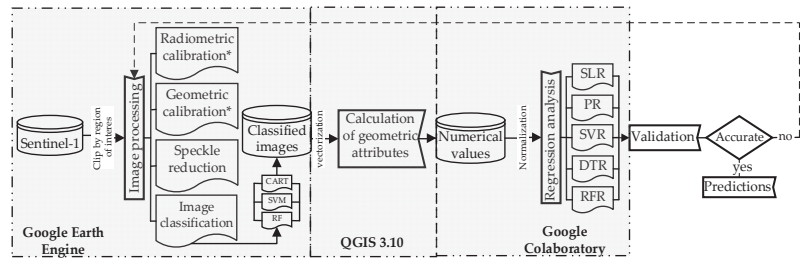 Sentinel-1
Clip by region
of interes
Image processing
Radiometric
calibration*
Geometric
calibration*
Speckle
reduction
Image
classification
Classified
images
CART
SVM
RF
Google Earth
Engine
vectorization
Calculation
of geometric
attributes
QGIS 3.10
Numerical
values
Normalization
Regression analysis
SLR
PR
SVR
DTR
RFR
Google
Colaboratory
Validation
Accurate
no
yes
Predictions